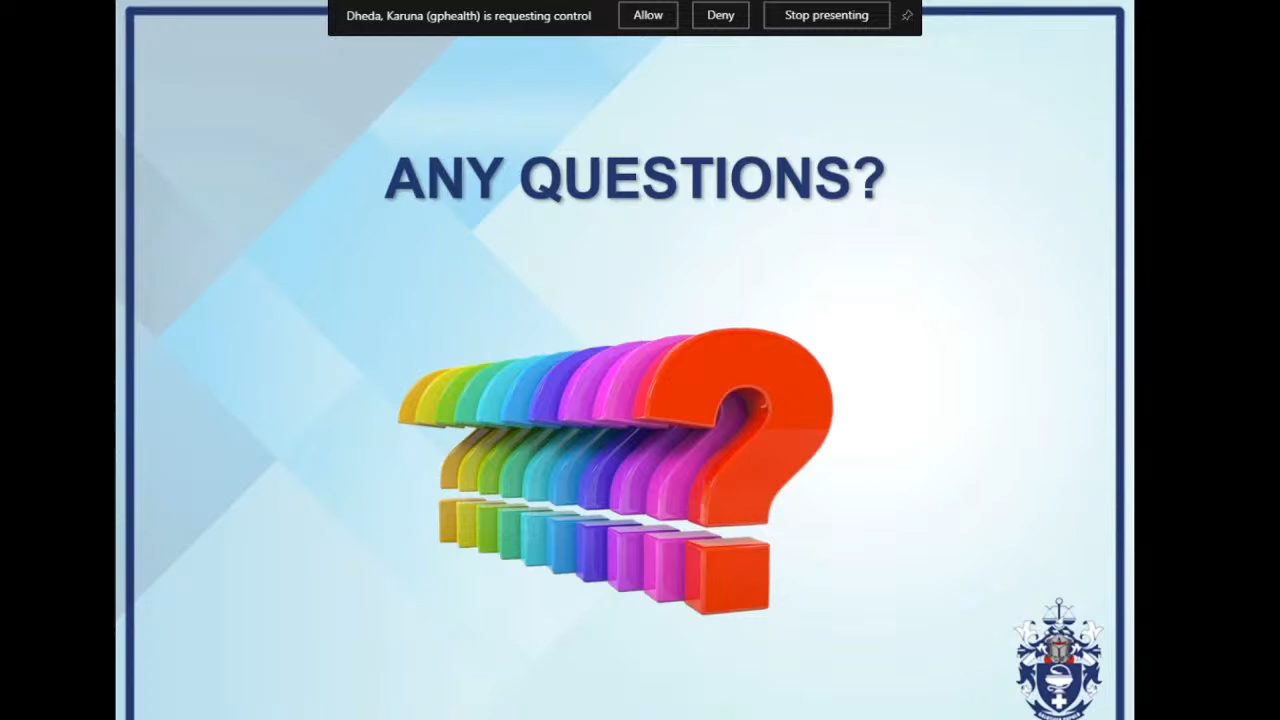 Dheda, Karuna (gphealth) is requesting control Allow Deny Stop presenting
ANY QUESTIONS?